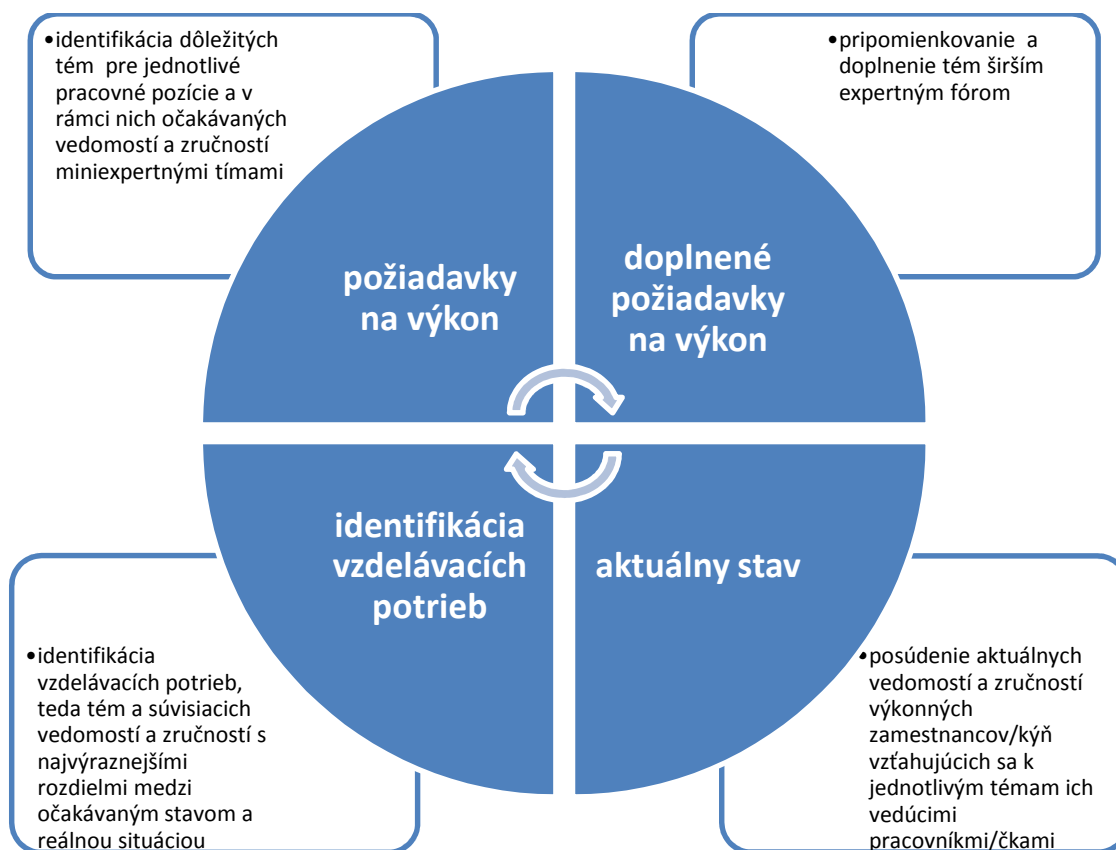 •identifikácia dôležitých
tém  pre jednotlivé
pracovné pozície a v
rámci nich očakávaných
vedomostí a zručností
miniexpertnými tímami
•pripomienkovanie  a
doplnenie tém širším
expertným fórom
požiadavky
na výkon
doplnené
požiadavky
na výkon
identifikácia
vzdelávacích
potrieb
aktuálny stav
•identifikácia
vzdelávacích potrieb,
teda tém a súvisiacich
vedomostí a zručností s
najvýraznejšími
rozdielmi medzi
očakávaným stavom a
reálnou situáciou
•posúdenie aktuálnych
vedomostí a zručností
výkonných
zamestnancov/kýň
vzťahujúcich sa k
jednotlivým témam ich
vedúcimi
pracovníkmi/čkami